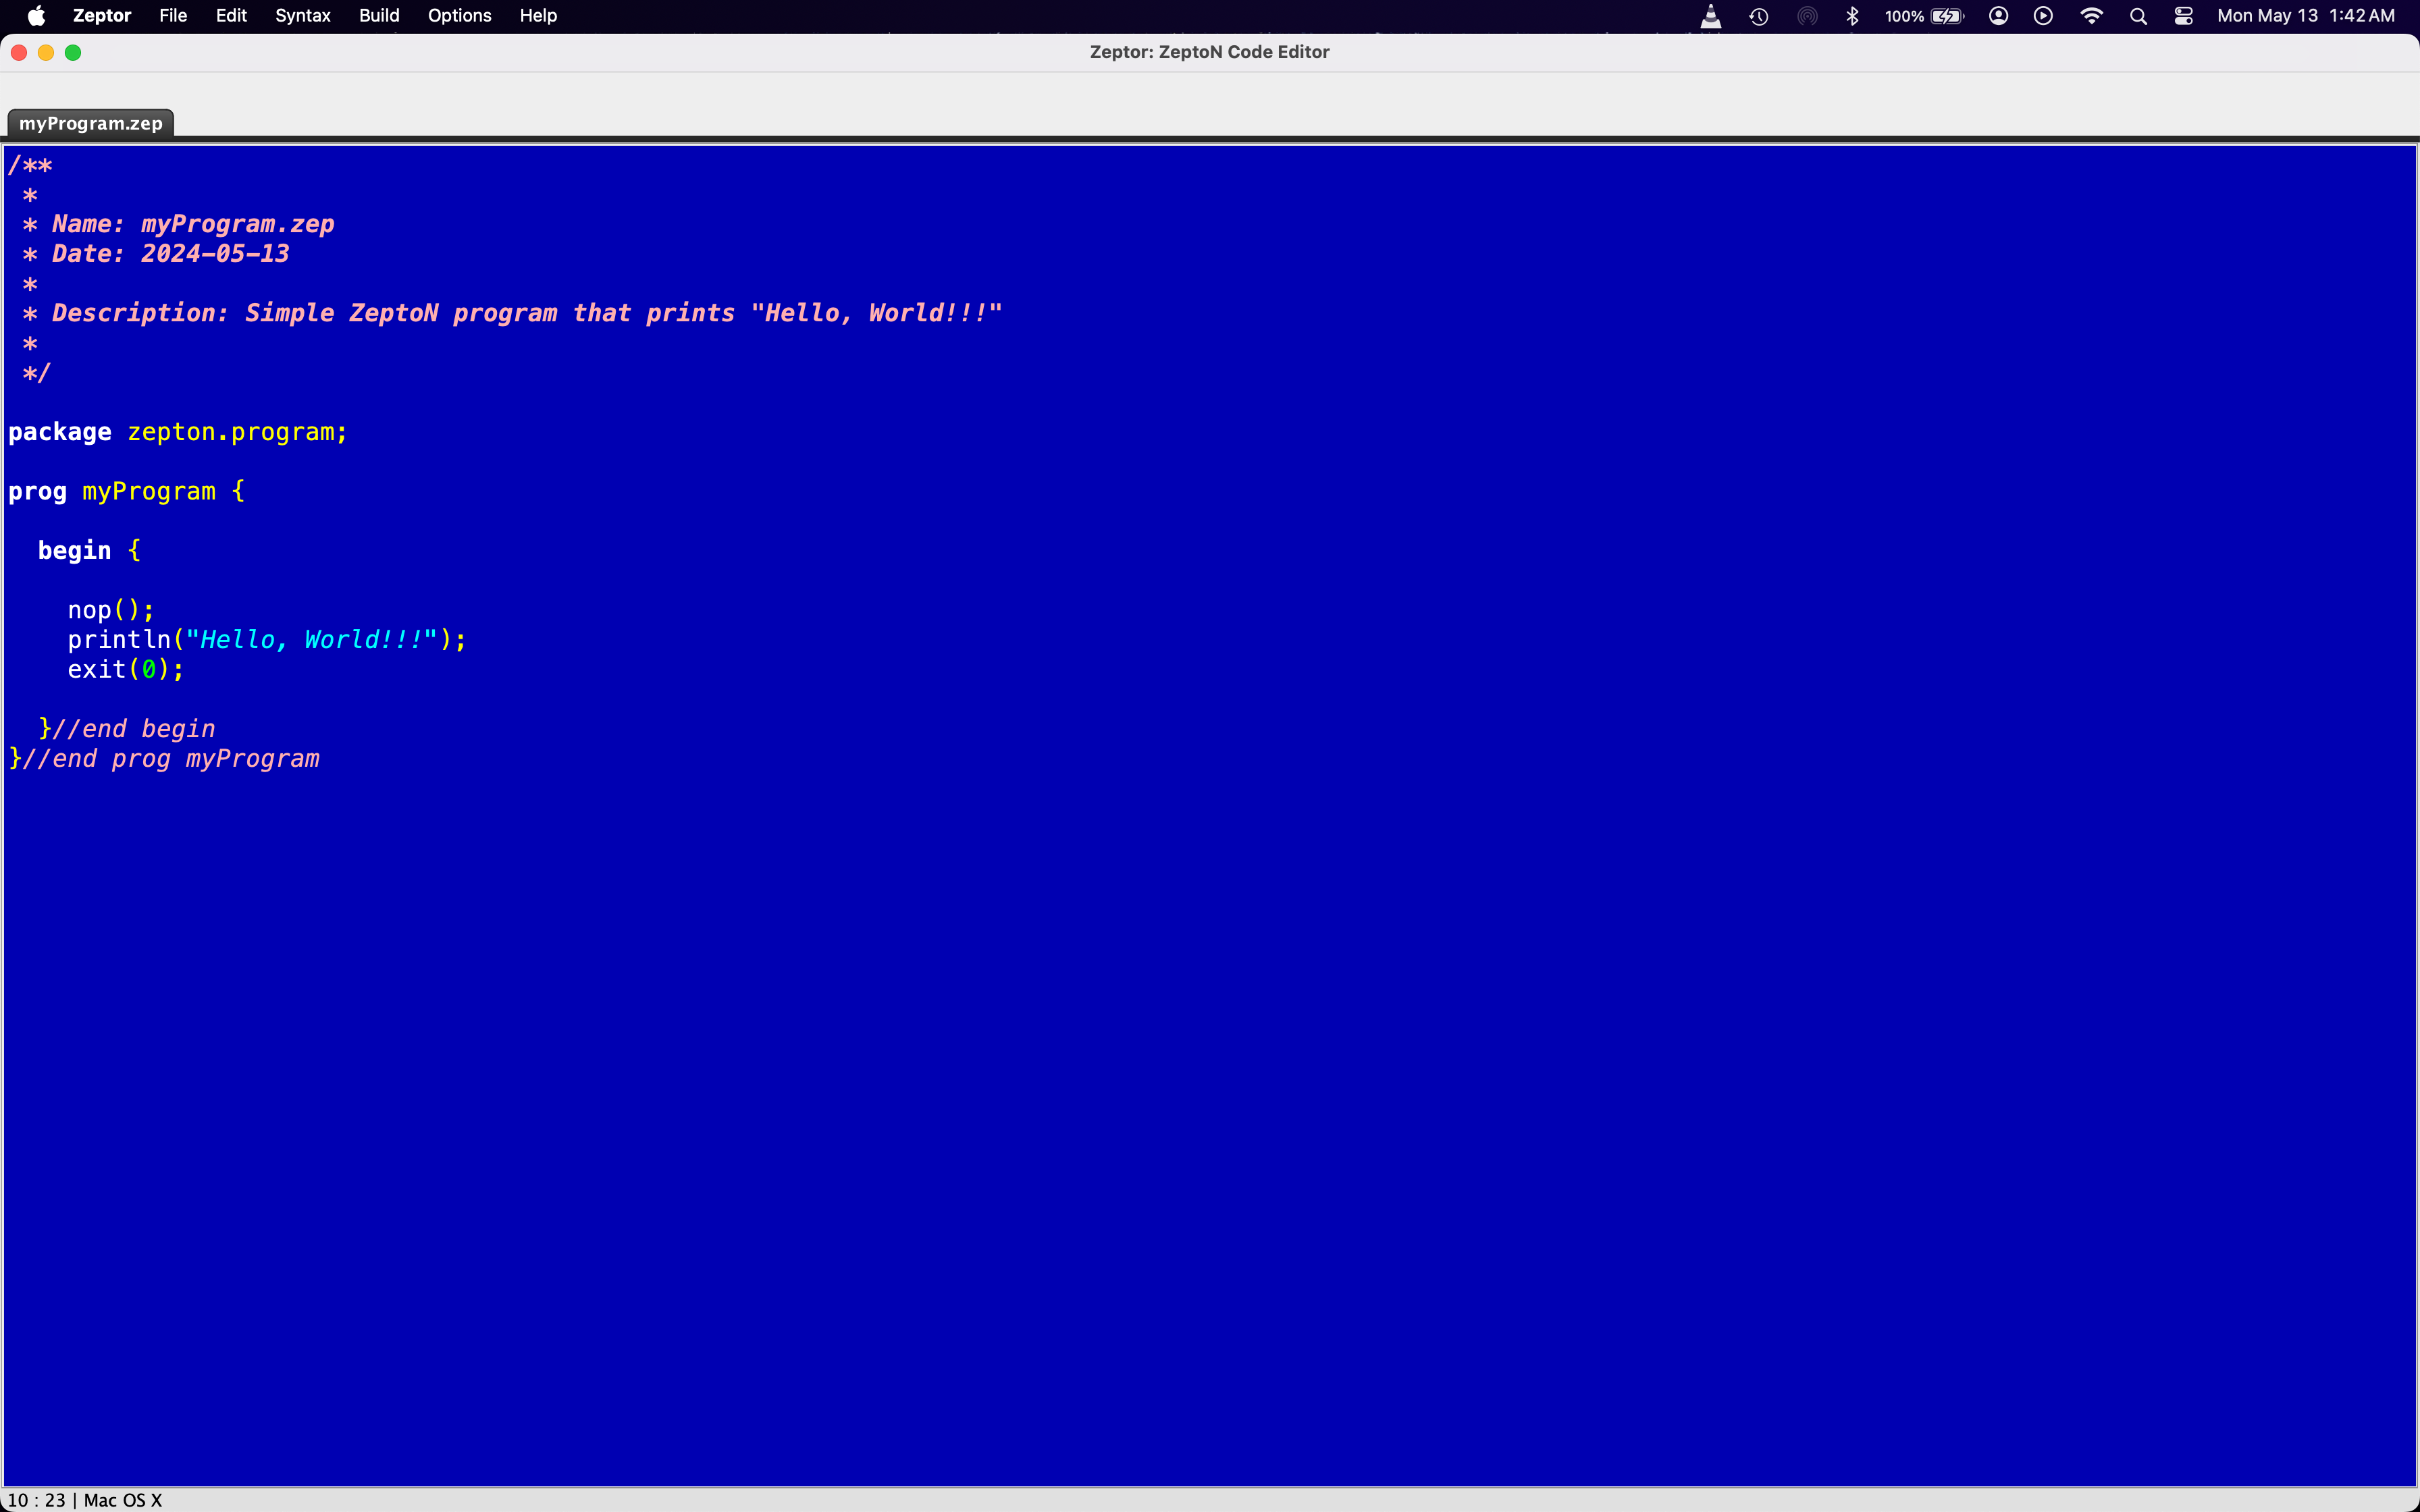 Zeptor File Edit Syntax Build Options Help 100% Mon May 13 1:42 AM
Zeptor: ZeptoN Code Editor
myProgram.zep
/**
 *
 * Name: myProgram.zep
 * Date: 2024-05-13
 *
 * Description: Simple ZeptoN program that prints "Hello, World!!!"
 *
 */
package zepton.program;
prog myProgram {
  begin {
    nop();
    println("Hello, World!!!");
    exit(0);
  }//end begin
}//end prog myProgram
10 : 23 | Mac OS X